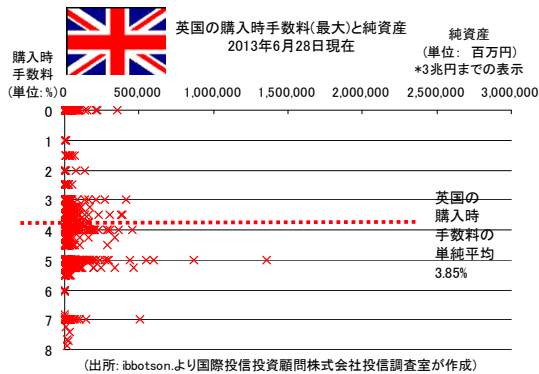 英国の購入時手数料(最大)と純資産
2013年6月28日現在
純資産
(単位: 百万円)
*3兆円までの表示
購入時
手数料
(単位:%)
0 500,000 1,000,000 1,500,000 2,000,000 2,500,000 3,000,000
0
1
2
3
4
5
6
7
8
英国の
購入時
手数料の
単純平均
3.85%
(出所: ibbotson.より国際投信投資顧問株式会社投信調査室が作成)